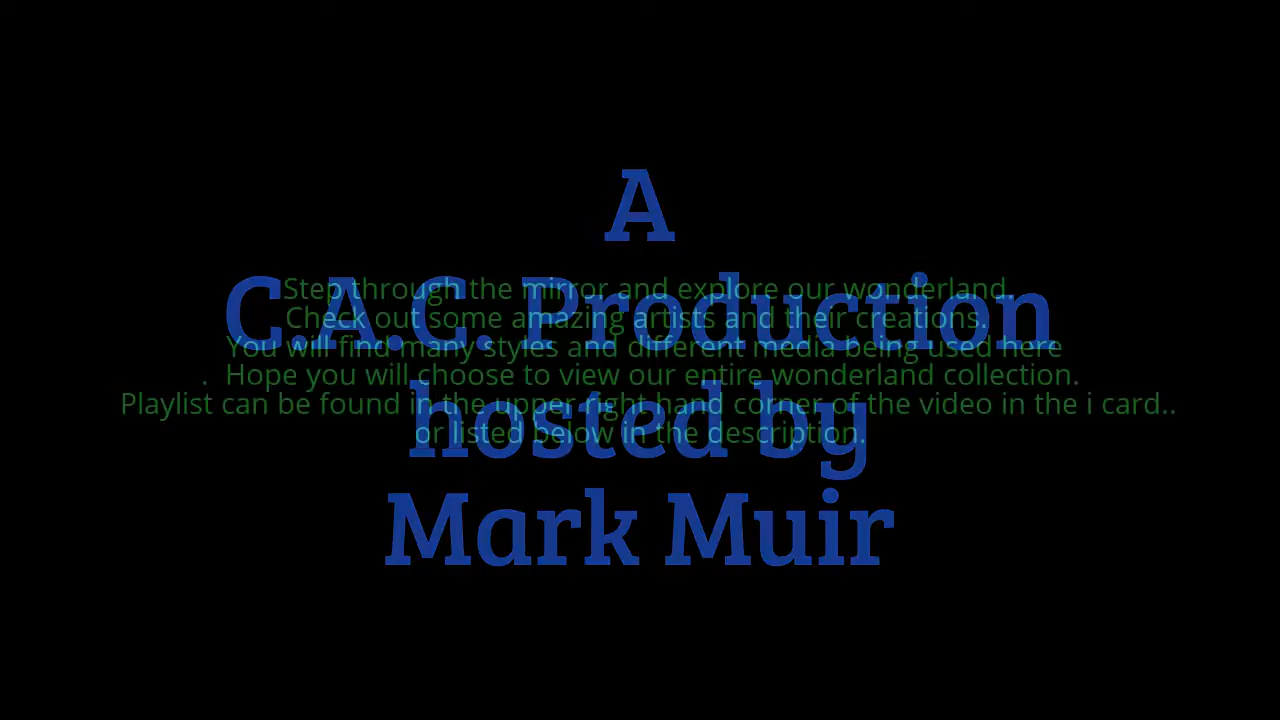 A
C.A.C. Production
hosted by
Mark Muir
Step through the mirror and explore our wonderland.
Check out some amazing artists and their creations.
You will find many styles and different media being used here
. Hope you will choose to view our entire wonderland collection.
Playlist can be found in the upper right hand corner of the video in the i card..
or listed below in the description.